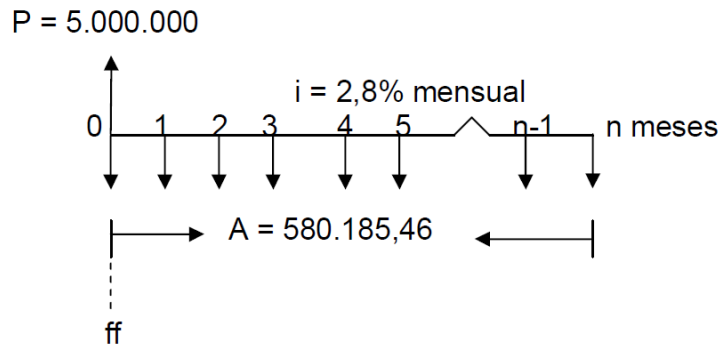 P = 5.000.000
i = 2,8% mensual
0 1 2 3 4 5 n-1 n meses
A = 580.185,46
ff